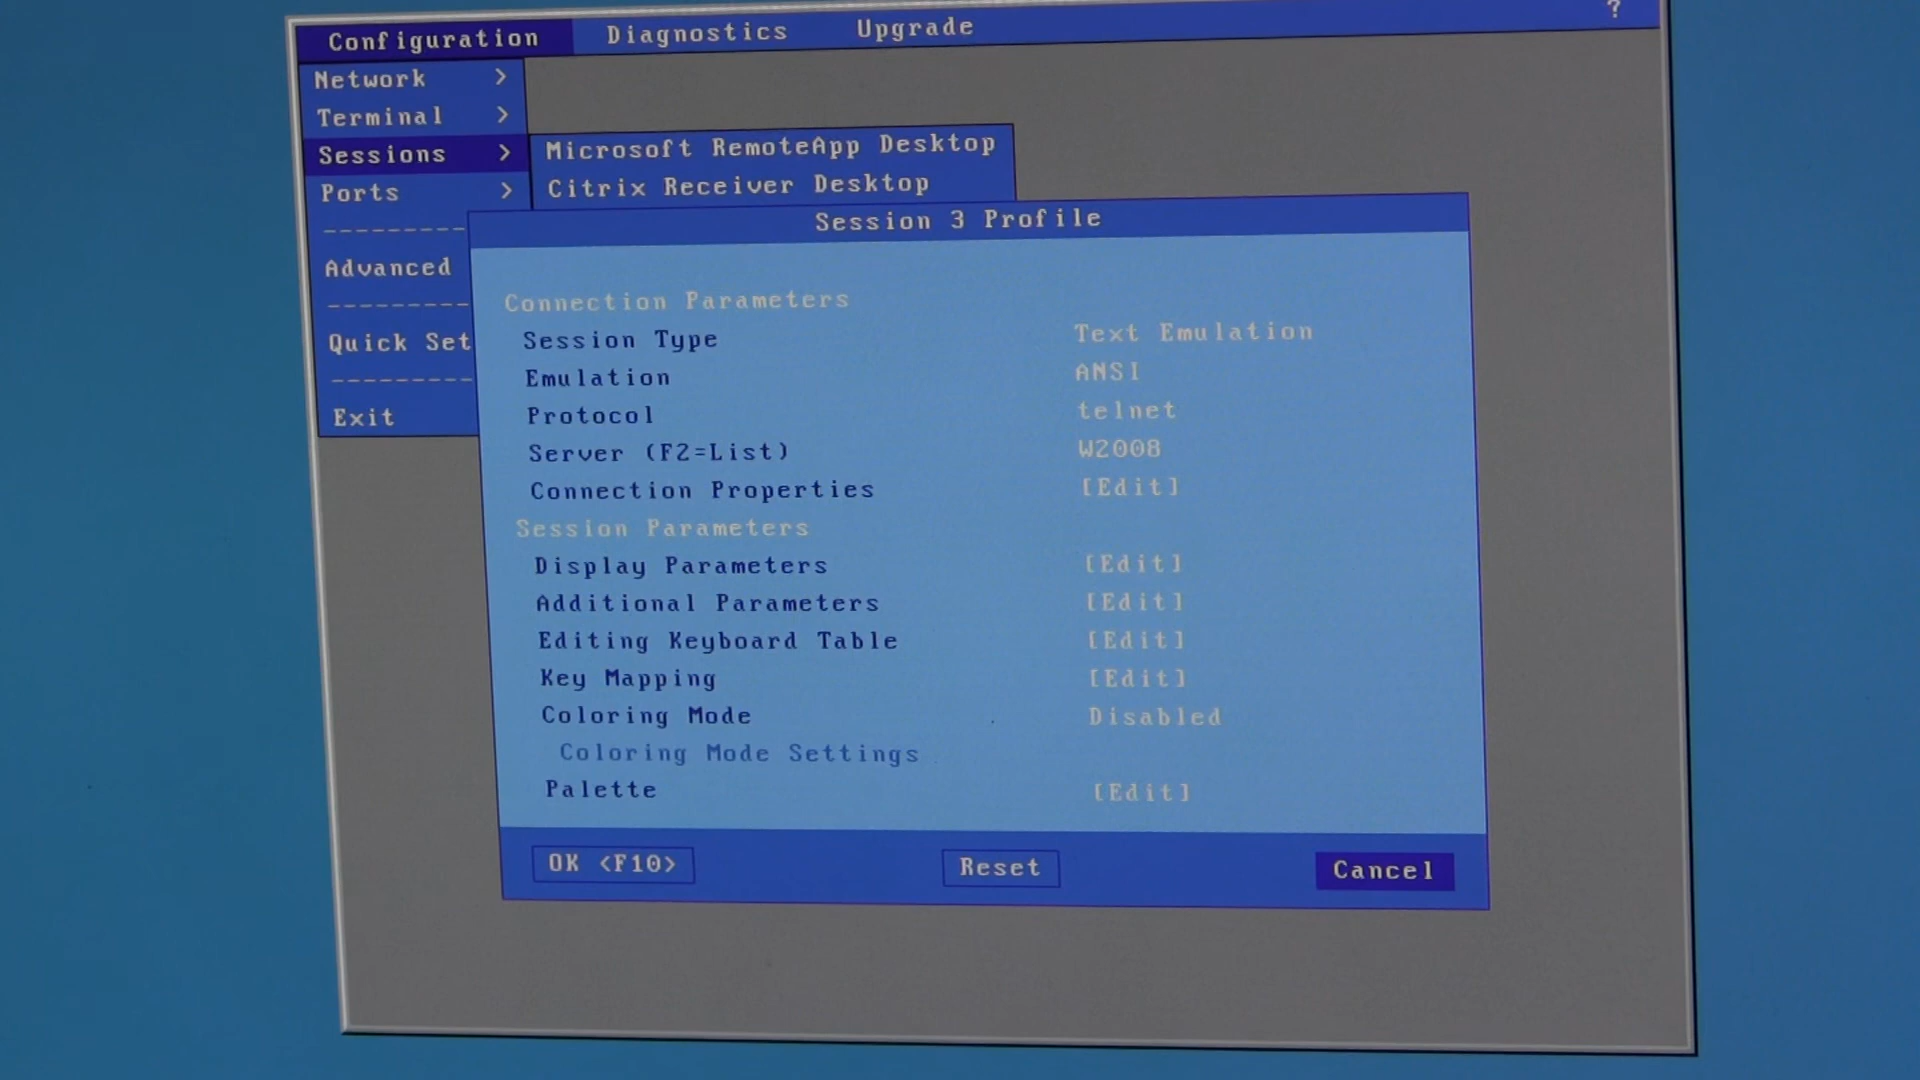 Configuration Diagnostics Upgrade ?
Network >
Terminal >
Sessions >
Ports >
Advanced
Quick Set
Exit
Microsoft RemoteApp Desktop
Citrix Receiver Desktop
Session 3 Profile
Connection Parameters
Session Type Text Emulation
Emulation ANSI
Protocol telnet
Server (F2=List) W2008
Connection Properties [Edit]
Session Parameters
Display Parameters [Edit]
Additional Parameters [Edit]
Editing Keyboard Table [Edit]
Key Mapping [Edit]
Coloring Mode Disabled
Coloring Mode Settings
Palette [Edit]
OK <F10> Reset Cancel